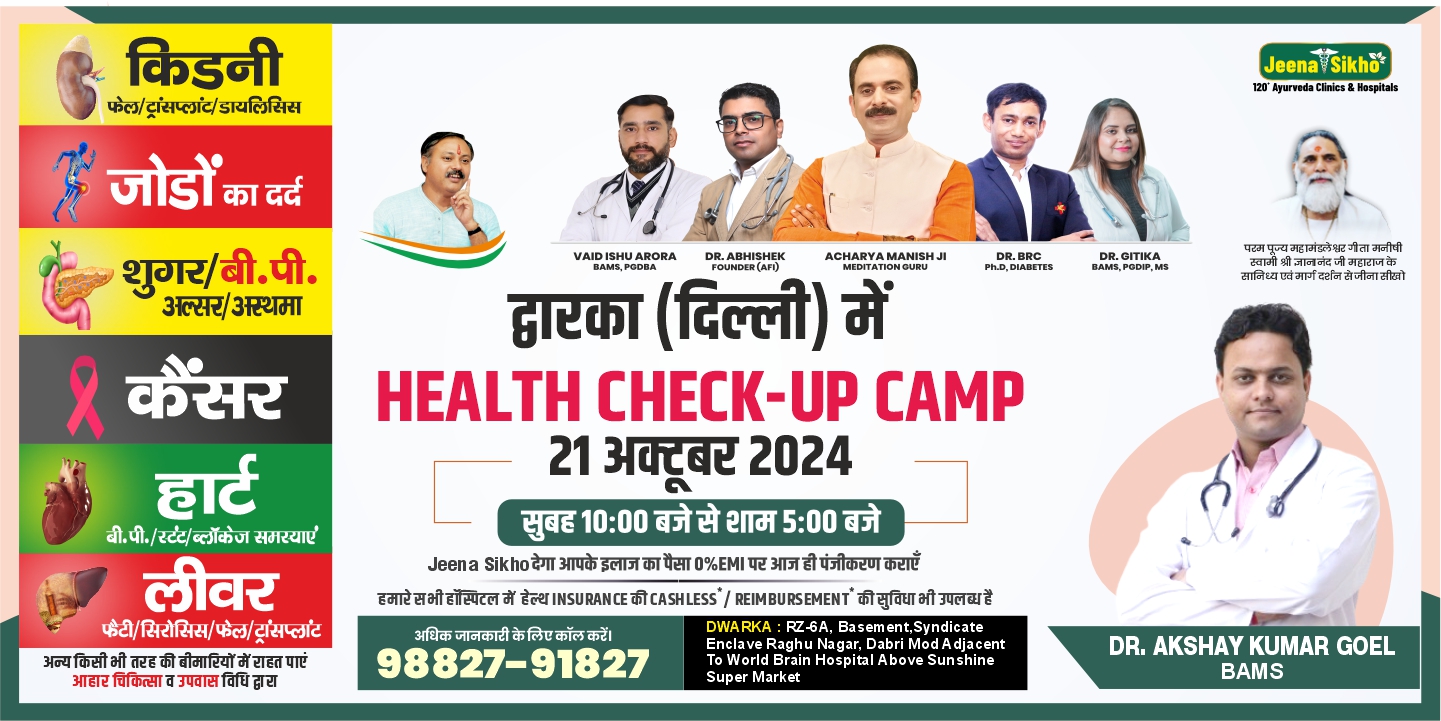 किडनी
फेल/ट्रांसप्लांट/डायलिसिस
जोडों का दर्द
शुगर/बी.पी.
अल्सर/अस्थमा
कैंसर
हार्ट
बी.पी./स्टंट/ब्लॉकेज समस्याएं
लीवर
फैटी/सिरोसिस/फेल/ट्रांसप्लांट
अन्य किसी भी तरह की बीमारियों में राहत पाएं
आहार चिकित्सा व उपवास विधि द्वारा
VAID ISHU ARORA
BAMS, PGDBA
DR. ABHISHEK
FOUNDER (AFI)
ACHARYA MANISH JI
MEDITATION GURU
DR. BRC
Ph.D, DIABETES
DR. GITIKA
BAMS, PGDIP, MS
Jeena Sikho
120+ Ayurveda Clinics & Hospitals
परम पूज्य महामंडलेश्वर गीता मनीषी
स्वामी श्री ज्ञानानंद जी महाराज के
सानिध्य एवं मार्ग दर्शन से जीना सीखो
द्वारका (दिल्ली) में
HEALTH CHECK-UP CAMP
21 अक्टूबर 2024
सुबह 10:00 बजे से शाम 5:00 बजे
Jeena Sikho देगा आपके इलाज का पैसा 0%EMI पर आज ही पंजीकरण कराएँ
हमारे सभी हॉस्पिटल में हेल्थ INSURANCE की CASHLESS*/ REIMBURSEMENT* की सुविधा भी उपलब्ध है
अधिक जानकारी के लिए कॉल करें।
98827-91827
DWARKA : RZ-6A, Basement,Syndicate
Enclave Raghu Nagar, Dabri Mod Adjacent
To World Brain Hospital Above Sunshine
Super Market
DR. AKSHAY KUMAR GOEL
BAMS